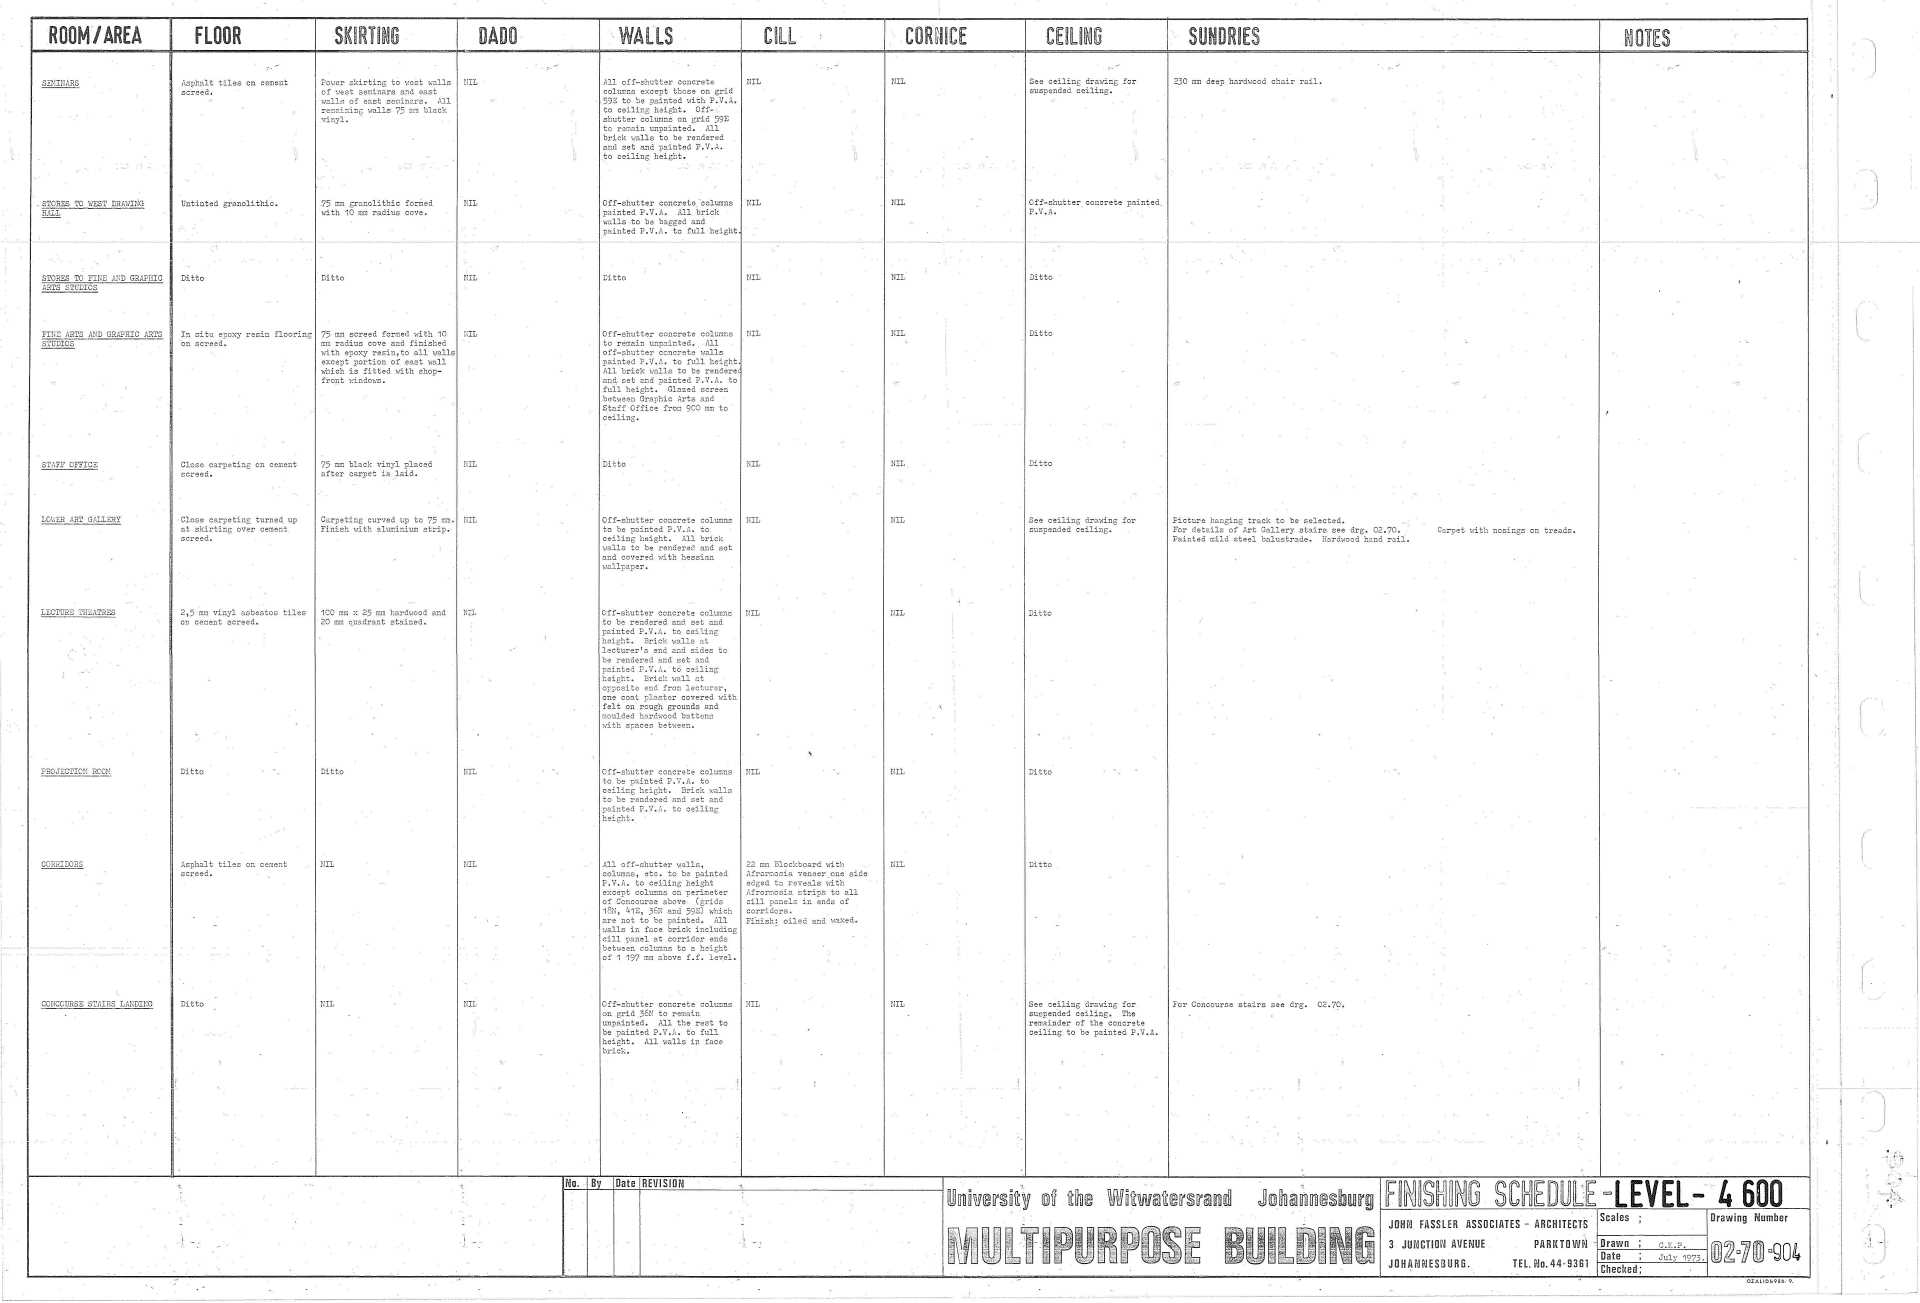 ROOM/AREA FLOOR SKIRTING DADO WALLS CILL CORNICE CEILING SUNDRIES NOTES
SEMINARS
Asphalt tiles on cement
screed.
Power skirting to west walls
of west seminars and east
walls of east seminars. All
remaining walls 75 mm black
vinyl.
NIL
All off-shutter concrete
columns except those on grid
59E to be painted with P.V.A.
to ceiling height. Off-
shutter columns on grid 59E
to remain unpainted. All
brick walls to be rendered
and set and painted P.V.A.
to ceiling height.
NIL
NIL
See ceiling drawing for
suspended ceiling.
230 mm deep hardwood chair rail.
STORES TO WEST DRAWING
HALL
Untinted granolithic.
75 mm granolithic formed
with 10 mm radius cove.
NIL
Off-shutter concrete columns
painted P.V.A. All brick
walls to be bagged and
painted P.V.A. to full height.
NIL
NIL
Off-shutter concrete painted
P.V.A.
STORES TO FINE AND GRAPHIC
ARTS STUDIOS
Ditto
Ditto
NIL
Ditto
NIL
NIL
Ditto
FINE ARTS AND GRAPHIC ARTS
STUDIOS
In situ epoxy resin flooring
on screed.
75 mm screed formed with 10
mm radius cove and finished
with epoxy resin, to all walls
except portion of east wall
which is fitted with shop-
front windows.
NIL
Off-shutter concrete columns
to remain unpainted. All
off-shutter concrete walls
painted P.V.A. to full height.
All brick walls to be rendered
and set and painted P.V.A. to
full height. Glazed screen
between Graphic Arts and
Staff Office from 900 mm to
ceiling.
NIL
NIL
Ditto
STAFF OFFICE
Close carpeting on cement
screed.
75 mm black vinyl placed
after carpet is laid.
NIL
Ditto
NIL
NIL
Ditto
LOWER ART GALLERY
Close carpeting turned up
at skirting over cement
screed.
Carpeting curved up to 75 mm.
Finish with aluminium strip.
NIL
Off-shutter concrete columns
to be painted P.V.A. to
ceiling height. All brick
walls to be rendered and set
and covered with hessian
wallpaper.
NIL
NIL
See ceiling drawing for
suspended ceiling.
Picture hanging track to be selected.
For details of Art Gallery stairs see drg. 02.70. Carpet with nosings on treads.
Painted mild steel balustrade. Hardwood hand rail.
LECTURE THEATRES
2,5 mm vinyl asbestos tiles
on cement screed.
100 mm x 25 mm hardwood and
20 mm quadrant stained.
NIL
Off-shutter concrete columns
to be rendered and set and
painted P.V.A. to ceiling
height. Brick walls at
lecturer's end and sides to
be rendered and set and
painted P.V.A. to ceiling
height. Brick wall at
opposite end from lecturer,
one coat plaster covered with
felt on rough grounds and
moulded hardwood battens
with spaces between.
NIL
NIL
Ditto
PROJECTION ROOM
Ditto
Ditto
NIL
Off-shutter concrete columns
to be painted P.V.A. to
ceiling height. Brick walls
to be rendered and set and
painted P.V.A. to ceiling
height.
NIL
NIL
Ditto
CORRIDORS
Asphalt tiles on cement
screed.
NIL
NIL
All off-shutter walls,
columns, etc. to be painted
P.V.A. to ceiling height
except columns on perimeter
of Concourse above (grids
18N, 41E, 36N and 59E) which
are not to be painted. All
walls in face brick including
cill panel at corridor ends
between columns to a height
of 1 197 mm above f.f. level.
22 mm Blockboard with
Afrormosia veneer one side
edged to reveals with
Afrormosia strips to all
cill panels in ends of
corridors.
Finish: oiled and waxed.
NIL
Ditto
CONCOURSE STAIRS LANDING
Ditto
NIL
NIL
Off-shutter concrete columns
on grid 36N to remain
unpainted. All the rest to
be painted P.V.A. to full
height. All walls in face
brick.
NIL
NIL
See ceiling drawing for
suspended ceiling. The
remainder of the concrete
ceiling to be painted P.V.A.
For Concourse stairs see drg. 02.70.
No. By Date REVISION
University of the Witwatersrand Johannesburg
MULTIPURPOSE BUILDING
FINISHING SCHEDULE - LEVEL - 4 600
JOHN FASSLER ASSOCIATES - ARCHITECTS
3 JUNCTION AVENUE PARKTOWN
JOHANNESBURG. TEL. No. 44-9361
Scales ;
Drawn ; C.E.P.
Date ; July 1973.
Checked;
Drawing Number
02-70-904